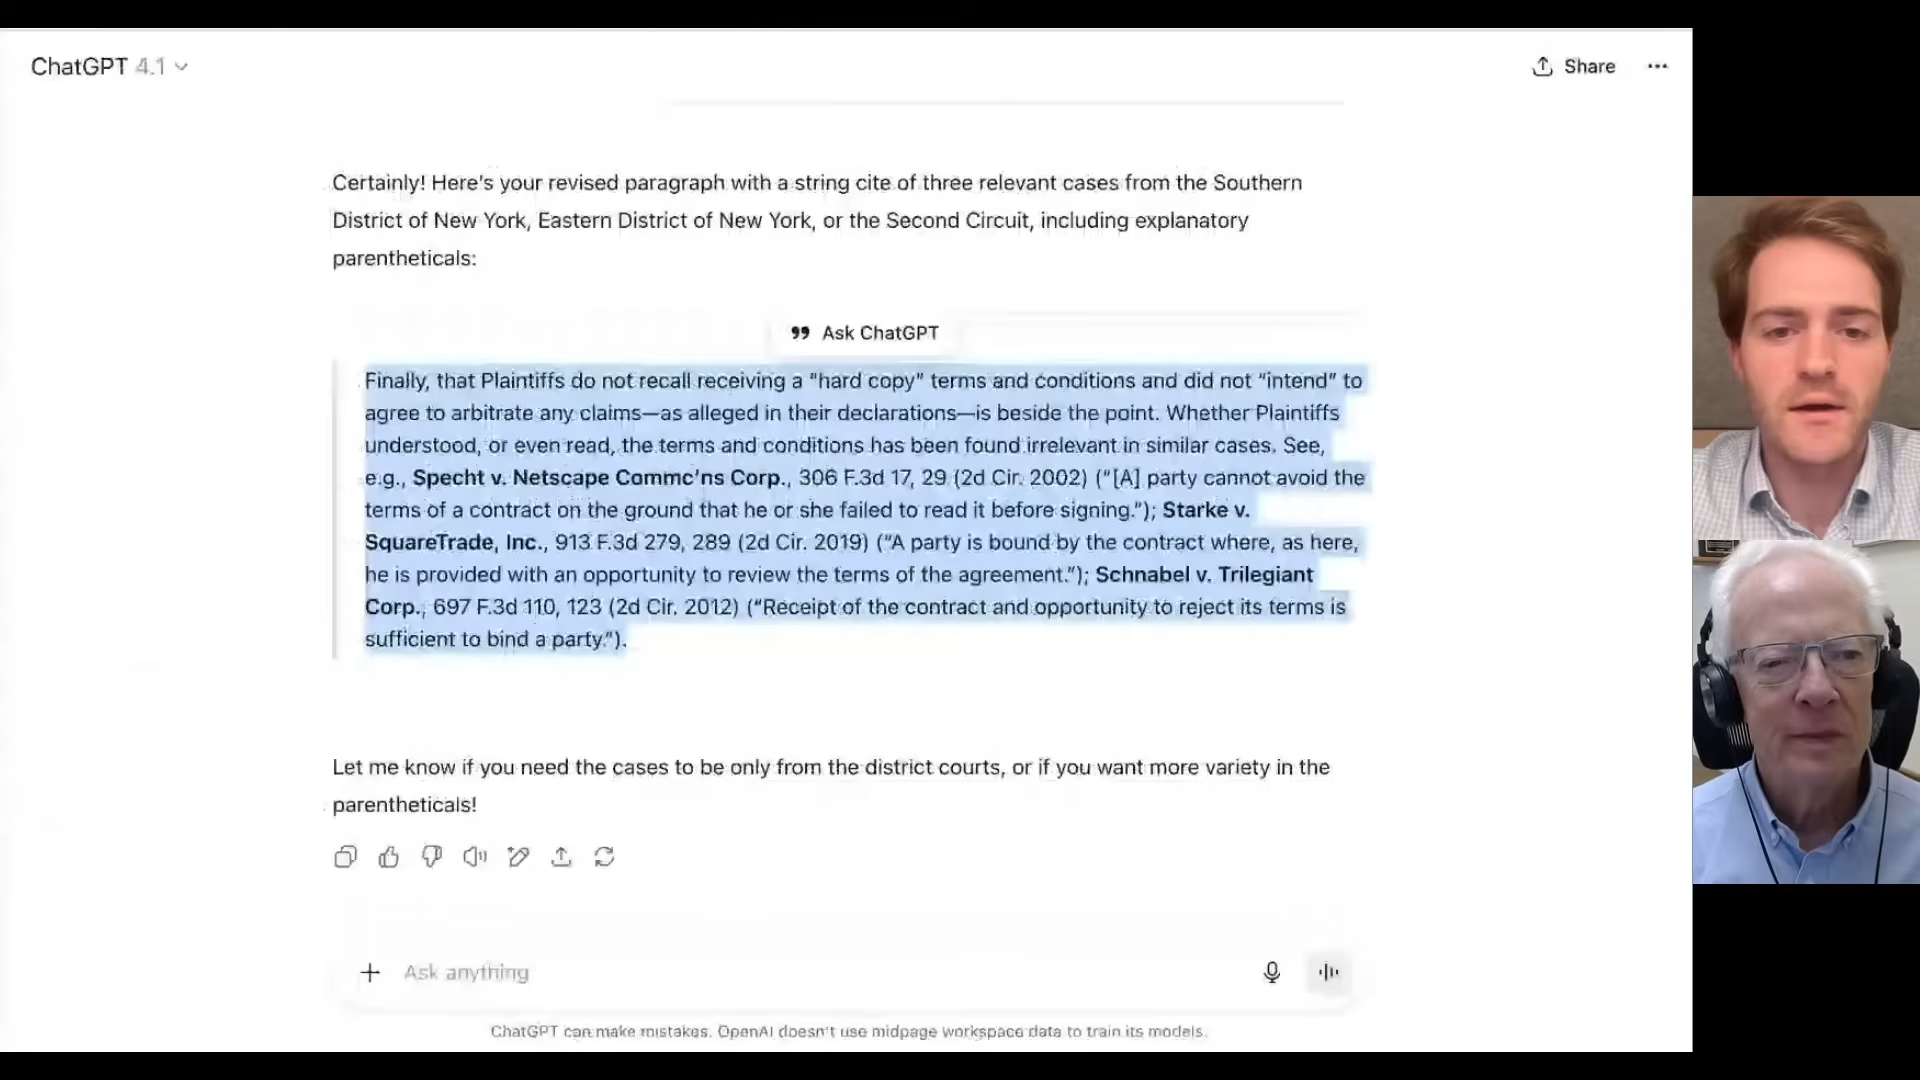 ChatGPT 4.1
Share
Certainly! Here's your revised paragraph with a string cite of three relevant cases from the Southern
District of New York, Eastern District of New York, or the Second Circuit, including explanatory
parentheticals:
Ask ChatGPT
Finally, that Plaintiffs do not recall receiving a "hard copy" terms and conditions and did not "intend" to
agree to arbitrate any claims—as alleged in their declarations—is beside the point. Whether Plaintiffs
understood, or even read, the terms and conditions has been found irrelevant in similar cases. See,
e.g., Specht v. Netscape Commc'ns Corp., 306 F.3d 17, 29 (2d Cir. 2002) ("[A] party cannot avoid the
terms of a contract on the ground that he or she failed to read it before signing."); Starke v.
SquareTrade, Inc., 913 F.3d 279, 289 (2d Cir. 2019) ("A party is bound by the contract where, as here,
he is provided with an opportunity to review the terms of the agreement."); Schnabel v. Trilegiant
Corp., 697 F.3d 110, 123 (2d Cir. 2012) ("Receipt of the contract and opportunity to reject its terms is
sufficient to bind a party.").
Let me know if you need the cases to be only from the district courts, or if you want more variety in the
parentheticals!
Ask anything
ChatGPT can make mistakes. OpenAI doesn't use midpage workspace data to train its models.